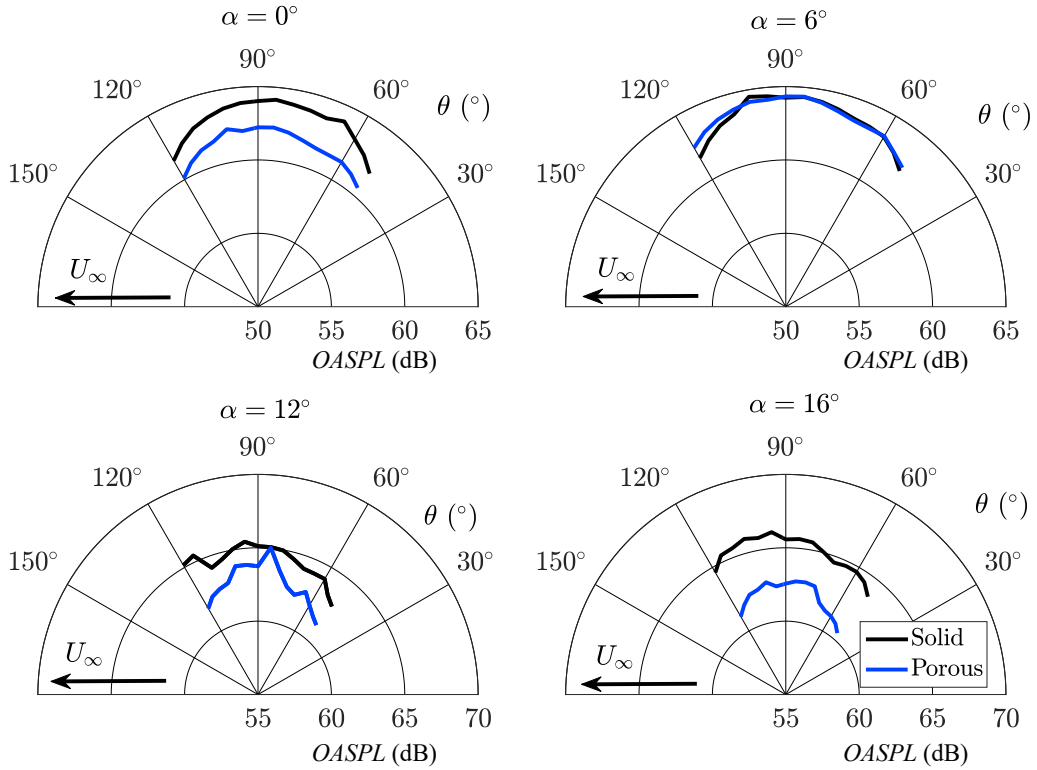 α = 0°
90°
120°
60°
θ (°)
150°
30°
U∞
50
55
60
65
OASPL (dB)
α = 6°
90°
120°
60°
θ (°)
150°
30°
U∞
50
55
60
65
OASPL (dB)
α = 12°
90°
120°
60°
θ (°)
150°
30°
U∞
55
60
65
70
OASPL (dB)
α = 16°
90°
120°
60°
θ (°)
150°
30°
Solid
Porous
U∞
55
60
65
70
OASPL (dB)